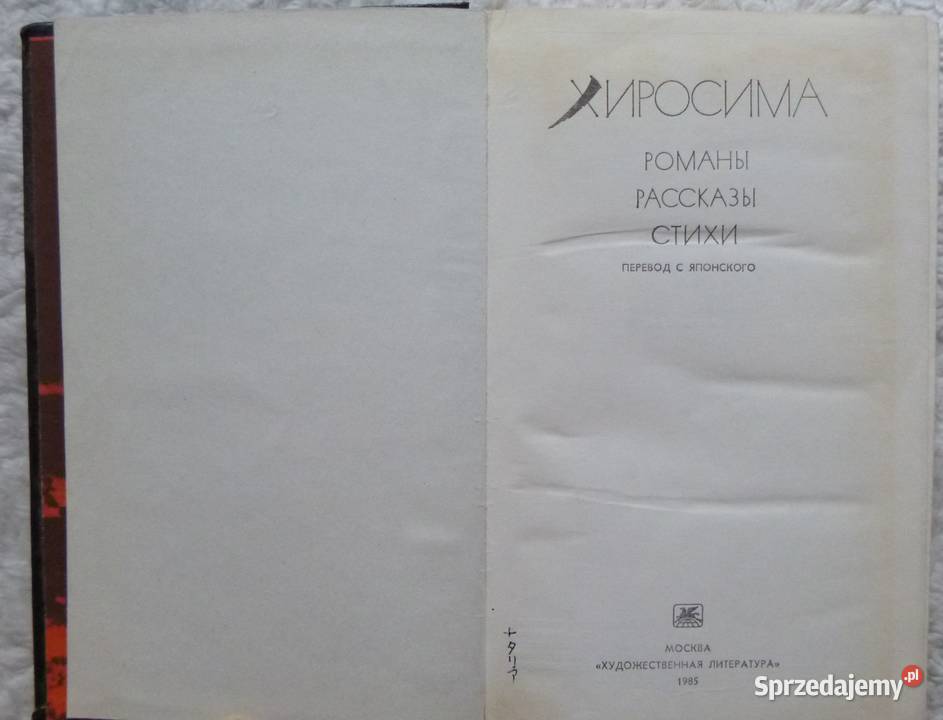 ХИРОСИМА
РОМАНЫ
РАССКАЗЫ
СТИХИ
ПЕРЕВОД С ЯПОНСКОГО
МОСКВА
«ХУДОЖЕСТВЕННАЯ ЛИТЕРАТУРА»
1985
Sprzedajemy.pl